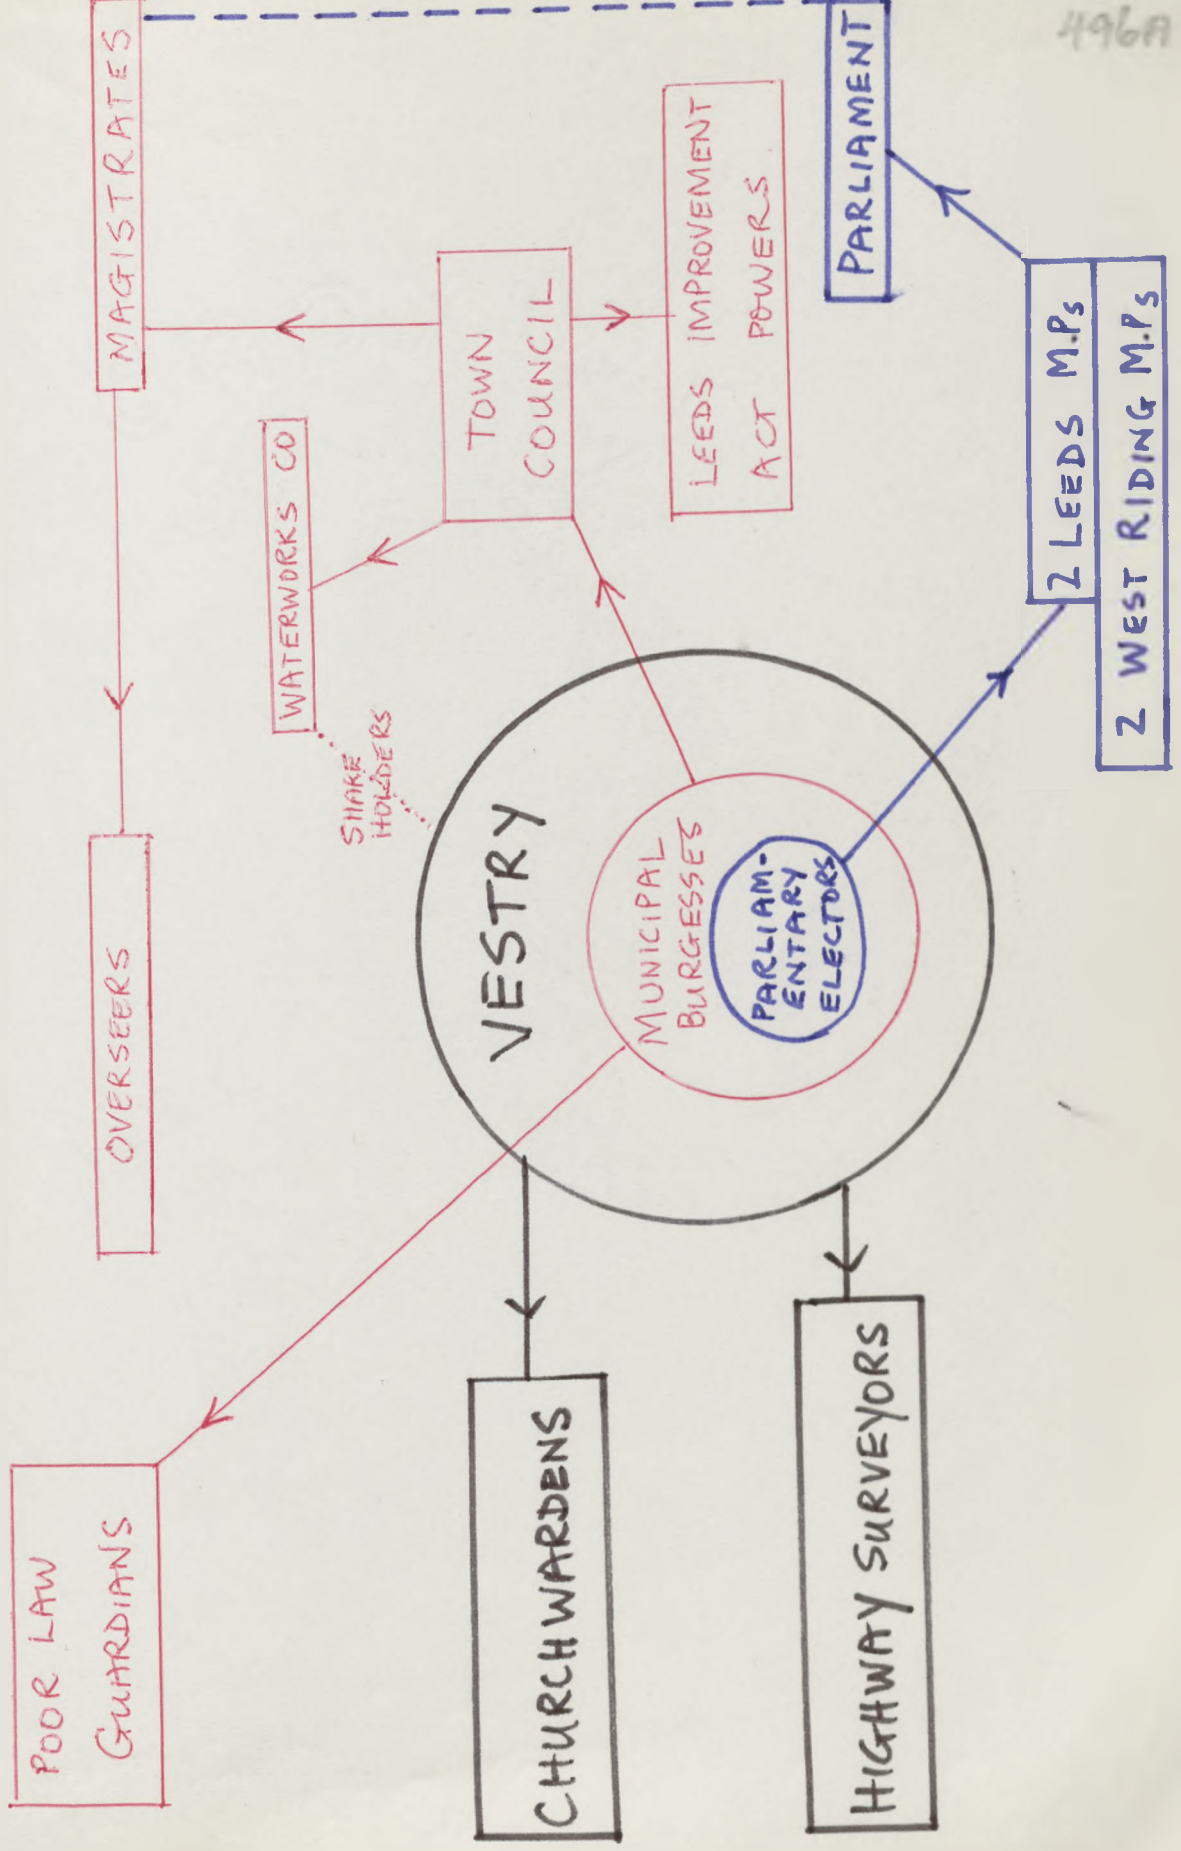 496A
POOR LAW
GUARDIANS
OVERSEERS
MAGISTRATES
SHARE
HOLDERS
WATERWORKS CO
TOWN
COUNCIL
LEEDS IMPROVEMENT
ACT POWERS
PARLIAMENT
VESTRY
MUNICIPAL
BURGESSES
PARLIAM-
ENTARY
ELECTORS
CHURCHWARDENS
HIGHWAY SURVEYORS
2 LEEDS M.Ps
2 WEST RIDING M.Ps